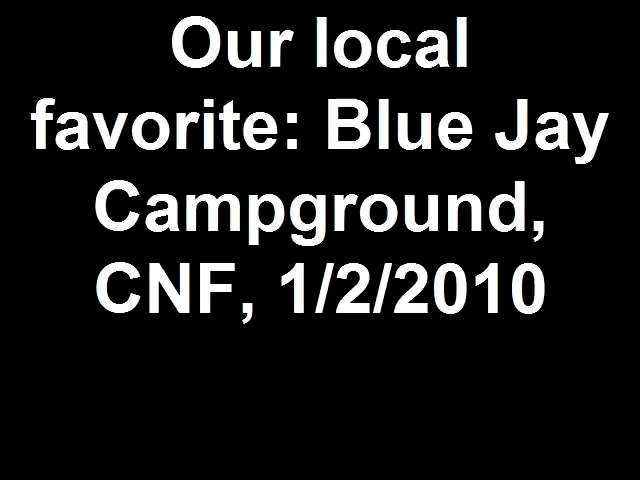 Our local
favorite: Blue Jay
Campground,
CNF, 1/2/2010